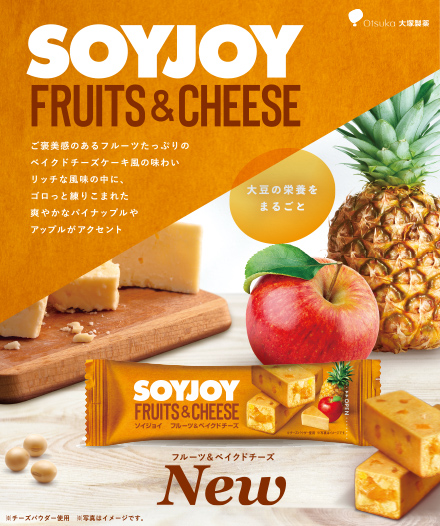 Otsuka 大塚製薬
SOYJOY
FRUITS & CHEESE
ご褒美感のあるフルーツたっぷりの
ベイクドチーズケーキ風の味わい
リッチな風味の中に、
ゴロっと練りこまれた
爽やかなパイナップルや
アップルがアクセント
大豆の栄養を
まるごと
SOYJOY
FRUITS & CHEESE
ソイジョイ フルーツ&ベイクドチーズ
OPEN
フルーツ&ベイクドチーズ
New
※チーズパウダー使用 ※写真はイメージです。